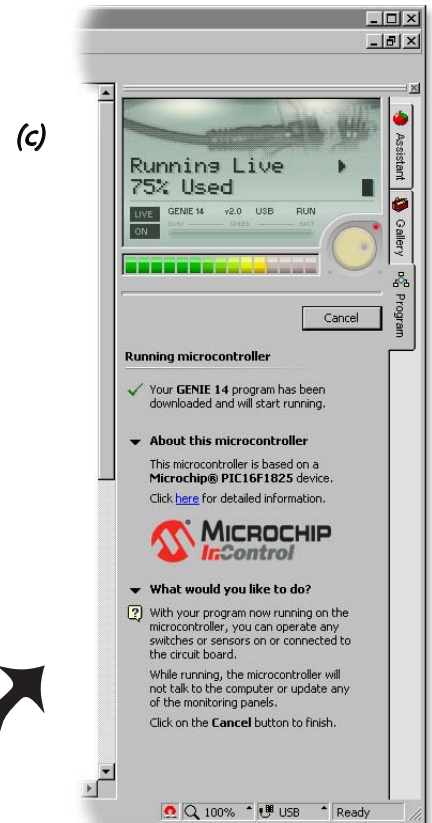 (c)
Running Live
75% Used
LIVE GENIE 14 v2.0 USB RUN
ON SLOW SPEED FAST
Assistant
Gallery
Program
Cancel
Running microcontroller
Your GENIE 14 program has been
downloaded and will start running.
About this microcontroller
This microcontroller is based on a
Microchip® PIC16F1825 device.
Click here for detailed information.
MICROCHIP
In Control
What would you like to do?
With your program now running on the
microcontroller, you can operate any
switches or sensors on or connected to
the circuit board.
While running, the microcontroller will
not talk to the computer or update any
of the monitoring panels.
Click on the Cancel button to finish.
100% USB Ready